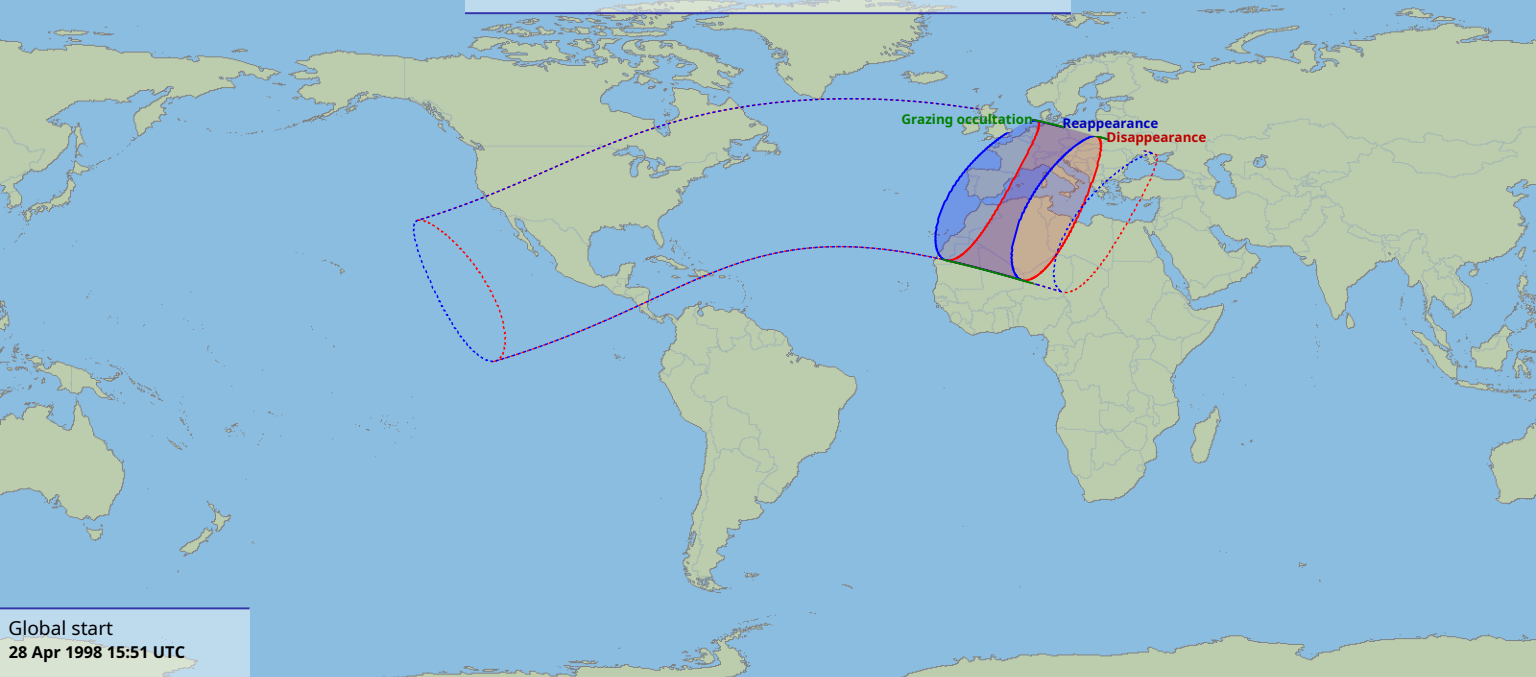 Grazing occultation
Reappearance
Disappearance
Global start
28 Apr 1998 15:51 UTC